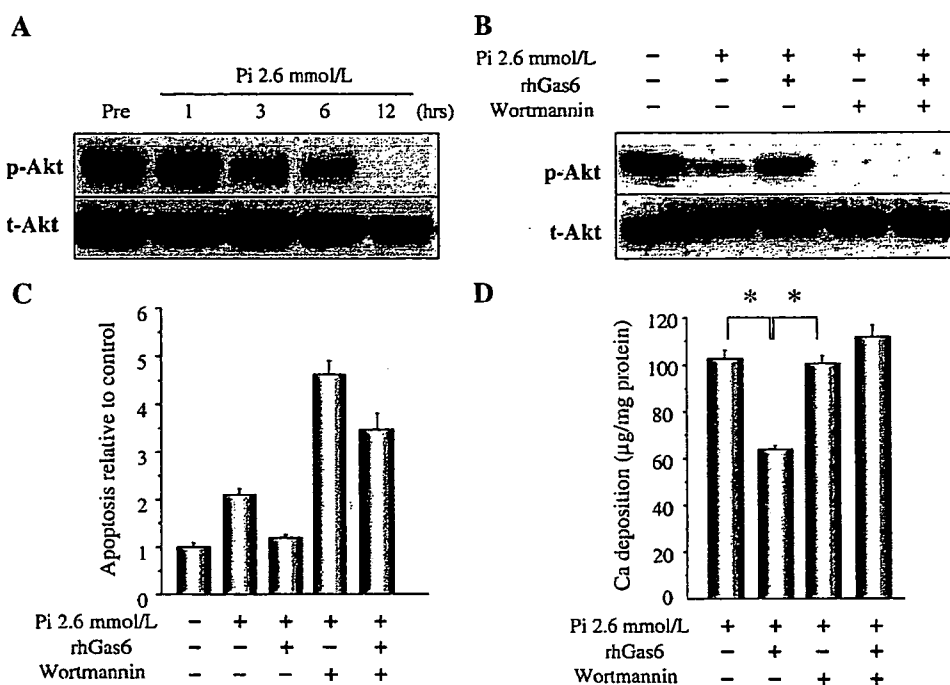 A
Pi 2.6 mmol/L
Pre 1 3 6 12 (hrs)
p-Akt
t-Akt
B
Pi 2.6 mmol/L − + + + +
rhGas6 − − + − +
Wortmannin − − − + +
p-Akt
t-Akt
C
Apoptosis relative to control
6
5
4
3
2
1
0
Pi 2.6 mmol/L − + + + +
rhGas6 − − + − +
Wortmannin − − − + +
D
* *
Ca deposition (µg/mg protein)
120
100
80
60
40
20
0
Pi 2.6 mmol/L + + + +
rhGas6 − + − +
Wortmannin − − + +